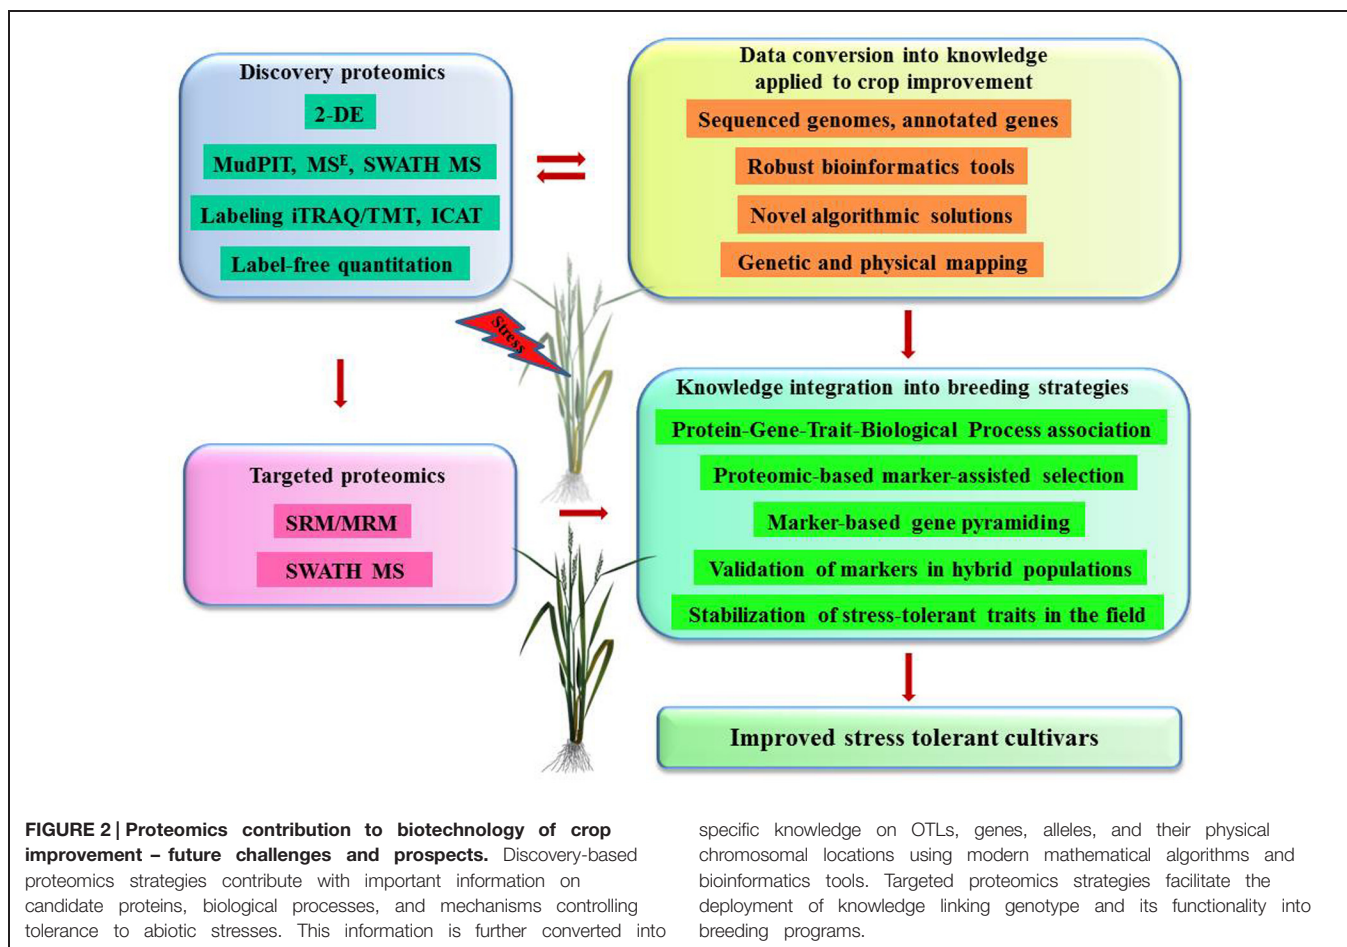 Discovery proteomics
2-DE
MudPIT, MSᴱ, SWATH MS
Labeling iTRAQ/TMT, ICAT
Label-free quantitation
Data conversion into knowledge
applied to crop improvement
Sequenced genomes, annotated genes
Robust bioinformatics tools
Novel algorithmic solutions
Genetic and physical mapping
Stress
Targeted proteomics
SRM/MRM
SWATH MS
Knowledge integration into breeding strategies
Protein-Gene-Trait-Biological Process association
Proteomic-based marker-assisted selection
Marker-based gene pyramiding
Validation of markers in hybrid populations
Stabilization of stress-tolerant traits in the field
Improved stress tolerant cultivars
FIGURE 2 | Proteomics contribution to biotechnology of crop
improvement – future challenges and prospects. Discovery-based
proteomics strategies contribute with important information on
candidate proteins, biological processes, and mechanisms controlling
tolerance to abiotic stresses. This information is further converted into
specific knowledge on OTLs, genes, alleles, and their physical
chromosomal locations using modern mathematical algorithms and
bioinformatics tools. Targeted proteomics strategies facilitate the
deployment of knowledge linking genotype and its functionality into
breeding programs.